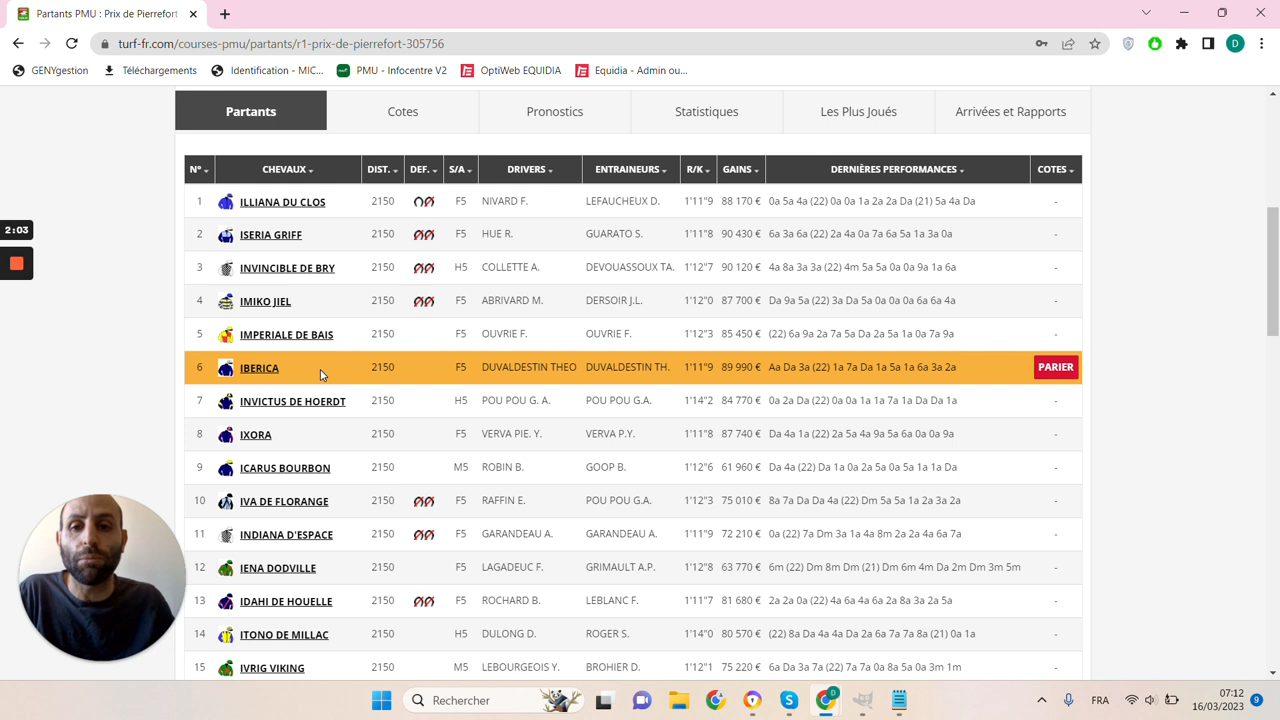 Partants PMU : Prix de Pierrefort
turf-fr.com/courses-pmu/partants/r1-prix-de-pierrefort-305756
D
GENYgestion Téléchargements Identification - MIC... PMU - Infocentre V2 OptiWeb EQUIDIA Equidia - Admin ou...
Partants Cotes Pronostics Statistiques Les Plus Joués Arrivées et Rapports
N° CHEVAUX DIST. DEF. S/A DRIVERS ENTRAINEURS R/K GAINS DERNIÈRES PERFORMANCES COTES
1 ILLIANA DU CLOS 2150 F5 NIVARD F. LEFAUCHEUX D. 1'11"9 88 170 € 0a 5a 4a (22) 0a 0a 1a 2a 2a Da (21) 5a 4a Da -
2 ISERIA GRIFF 2150 F5 HUE R. GUARATO S. 1'11"8 90 430 € 6a 3a 6a (22) 2a 4a 0a 7a 6a 5a 1a 3a 0a -
3 INVINCIBLE DE BRY 2150 H5 COLLETTE A. DEVOUASSOUX TA. 1'12"7 90 120 € 4a 8a 3a 3a (22) 4m 5a 5a 0a 0a 9a 1a 6a -
4 IMIKO JIEL 2150 F5 ABRIVARD M. DERSOIR J.L. 1'12"0 87 700 € Da 9a 5a (22) 3a Da 5a 0a 0a 0a 6a 5a 4a -
5 IMPERIALE DE BAIS 2150 F5 OUVRIE F. OUVRIE F. 1'12"3 85 450 € (22) 6a 9a 2a 7a 5a Da 2a 5a 1a 0a 7a 9a -
6 IBERICA 2150 F5 DUVALDESTIN THEO DUVALDESTIN TH. 1'11"9 89 990 € Aa Da 3a (22) 1a 7a Da 1a 5a 1a 6a 3a 2a PARIER
7 INVICTUS DE HOERDT 2150 H5 POU POU G. A. POU POU G.A. 1'14"2 84 770 € 0a 2a Da (22) 0a 0a 1a 1a 7a 1a Da Da 1a -
8 IXORA 2150 F5 VERVA PIE. Y. VERVA P.Y. 1'11"8 87 740 € Da 4a 1a (22) 2a 5a 4a 9a 5a 6a 0a 0a 9a -
9 ICARUS BOURBON 2150 M5 ROBIN B. GOOP B. 1'12"6 61 960 € Da 4a (22) Da 1a 0a 2a 5a 0a 5a 1a 1a Da -
10 IVA DE FLORANGE 2150 F5 RAFFIN E. POU POU G.A. 1'12"3 75 010 € 8a 7a Da Da 4a (22) Dm 5a 5a 1a 2a 3a 2a -
11 INDIANA D'ESPACE 2150 F5 GARANDEAU A. GARANDEAU A. 1'11"9 72 210 € 0a (22) 7a Dm 3a 1a 4a 8m 2a 2a 4a 6a 7a -
12 IENA DODVILLE 2150 F5 LAGADEUC F. GRIMAULT A.P. 1'12"8 63 770 € 6m (22) Dm 8m Dm (21) Dm 6m 4m Da 2m Dm 3m 5m -
13 IDAHI DE HOUELLE 2150 F5 ROCHARD B. LEBLANC F. 1'11"7 81 680 € 2a 2a 0a (22) 4a 6a 4a 6a 2a 8a 3a 2a 5a -
14 ITONO DE MILLAC 2150 H5 DULONG D. ROGER S. 1'14"0 80 570 € (22) 8a Da 4a 4a Da 2a 6a 7a 7a 8a (21) 0a 1a -
15 IVRIG VIKING 2150 M5 LEBOURGEOIS Y. BROHIER D. 1'12"1 75 220 € 6a Da 3a 7a (22) 7a 7a 0a 8a 5a 0a 3m 1m -
2:03
Rechercher
FRA
07:12
16/03/2023
9